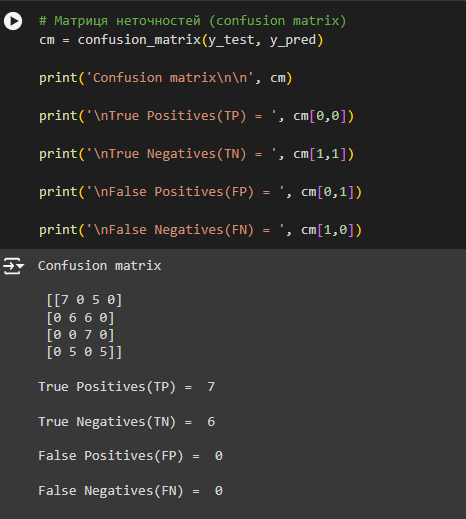 # Матриця неточностей (confusion matrix)
cm = confusion_matrix(y_test, y_pred)
print('Confusion matrix\n\n', cm)
print('\nTrue Positives(TP) = ', cm[0,0])
print('\nTrue Negatives(TN) = ', cm[1,1])
print('\nFalse Positives(FP) = ', cm[0,1])
print('\nFalse Negatives(FN) = ', cm[1,0])
Confusion matrix
[[7 0 5 0]
[0 6 6 0]
[0 0 7 0]
[0 5 0 5]]
True Positives(TP) =  7
True Negatives(TN) =  6
False Positives(FP) =  0
False Negatives(FN) =  0